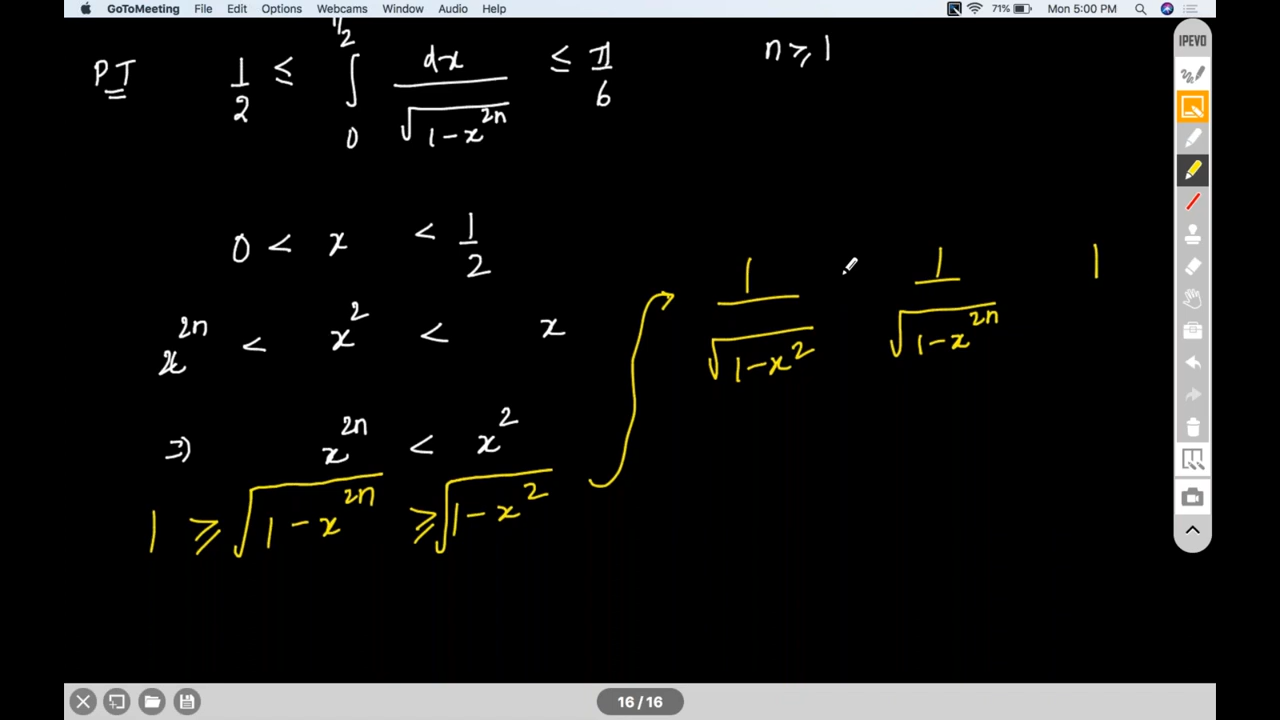 GoToMeeting File Edit Options Webcams Window Audio Help 71% Mon 5:00 PM
IPEVO
PT 1/2 ≤ ∫₀^{1/2} dx/√(1-x^{2n}) ≤ π/6 n ≥ 1
0 < x < 1/2
x^{2n} < x^2 < x
⇒ x^{2n} < x^2
1 ≥ √(1-x^{2n}) ≥ √(1-x^2)
1/√(1-x^2) 1/√(1-x^{2n}) 1
16 / 16